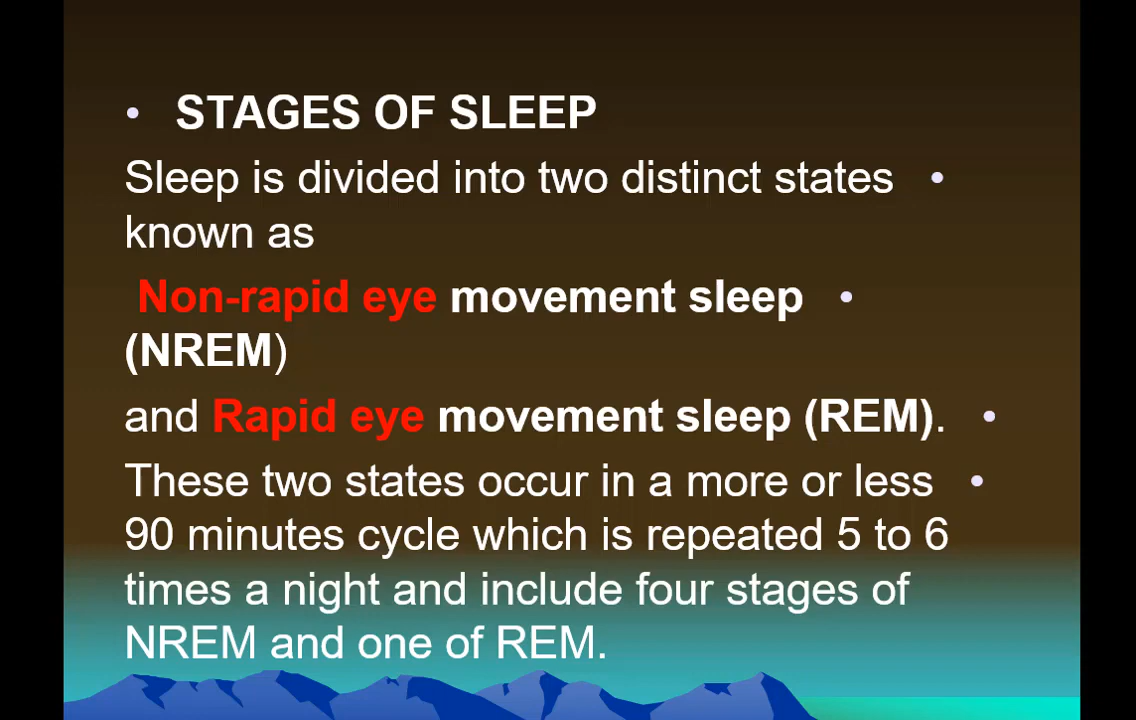 • STAGES OF SLEEP
Sleep is divided into two distinct states •
known as
Non-rapid eye movement sleep •
(NREM)
and Rapid eye movement sleep (REM). •
These two states occur in a more or less •
90 minutes cycle which is repeated 5 to 6
times a night and include four stages of
NREM and one of REM.